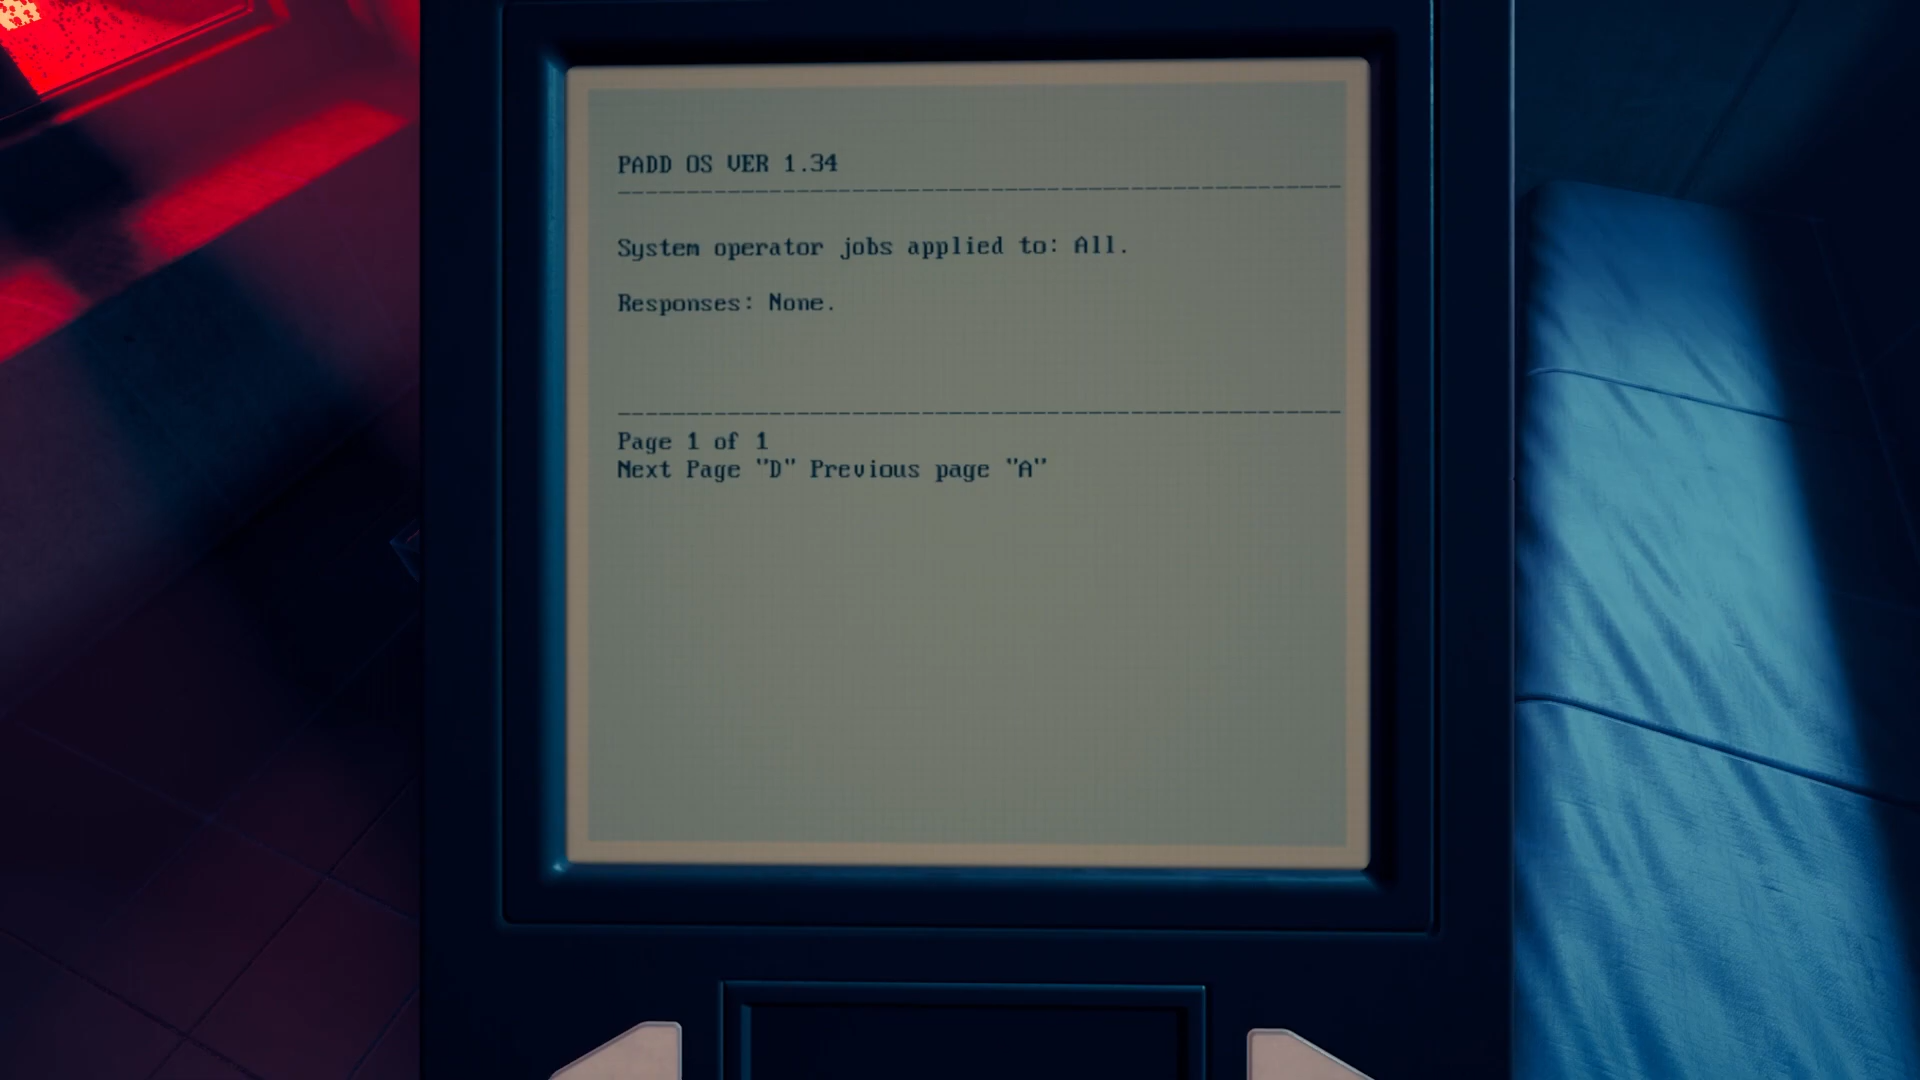 PADD OS VER 1.34
System operator jobs applied to: All.
Responses: None.
Page 1 of 1
Next Page "D" Previous page "A"